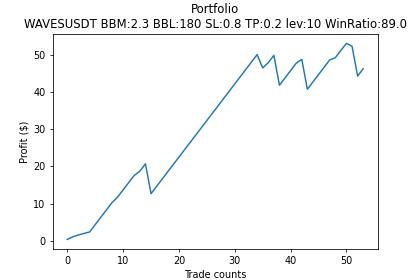 Portfolio
WAVESUSDT BBM:2.3 BBL:180 SL:0.8 TP:0.2 lev:10 WinRatio:89.0
Profit ($)
50
40
30
20
10
0
0 10 20 30 40 50
Trade counts